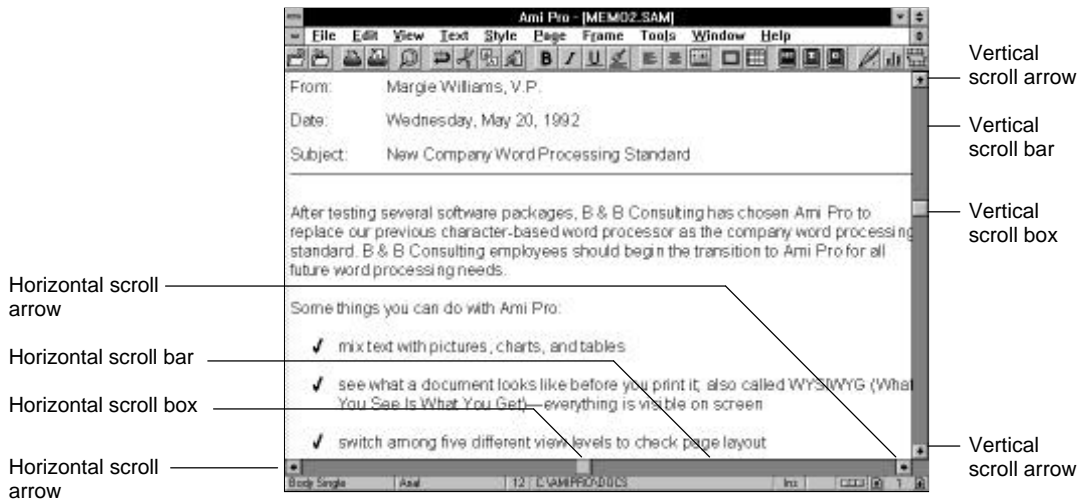 Ami Pro - [MEMO2.SAM]
File Edit View Text Style Page Frame Tools Window Help
B I U
Vertical
scroll arrow
From: Margie Williams, V.P.
Date: Wednesday, May 20, 1992
Vertical
scroll bar
Subject: New Company Word Processing Standard
After testing several software packages, B & B Consulting has chosen Ami Pro to
replace our previous character-based word processor as the company word processing
standard. B & B Consulting employees should begin the transition to Ami Pro for all
future word processing needs.
Vertical
scroll box
Horizontal scroll
arrow
Some things you can do with Ami Pro:
mix text with pictures, charts, and tables
Horizontal scroll bar
see what a document looks like before you print it; also called WYSIWYG (What
You See Is What You Get)—everything is visible on screen
Horizontal scroll box
switch among five different view levels to check page layout
Vertical
scroll arrow
Horizontal scroll
arrow
Body Single Arial 12 C:\AMIPRO\DOCS Ins 1